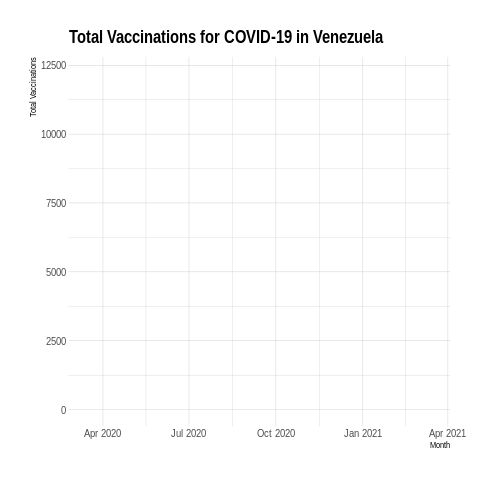 Total Vaccinations for COVID-19 in Venezuela
Total Vaccinations
12500
10000
7500
5000
2500
0
Apr 2020 Jul 2020 Oct 2020 Jan 2021 Apr 2021
Month